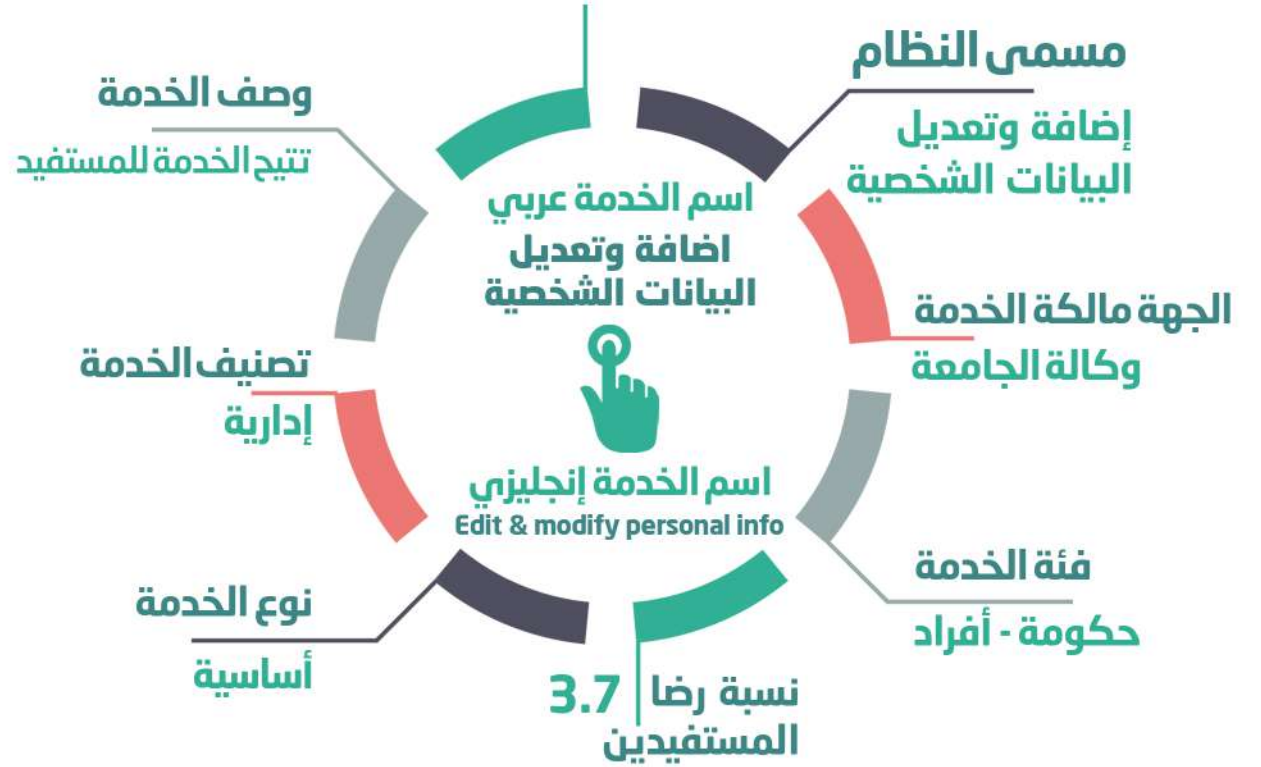 مسمى النظام
إضافة وتعديل
البيانات الشخصية
الجهة مالكة الخدمة
وكالة الجامعة
فئة الخدمة
حكومة - أفراد
نسبة رضا
المستفيدين
3.7
نوع الخدمة
أساسية
تصنيف الخدمة
إدارية
وصف الخدمة
تتيح الخدمة للمستفيد
اسم الخدمة عربي
اضافة وتعديل
البيانات الشخصية
اسم الخدمة إنجليزي
Edit & modify personal info